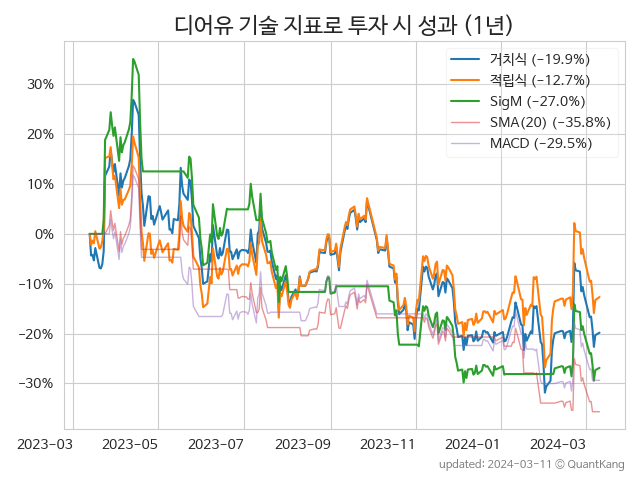 디어유 기술 지표로 투자 시 성과 (1년)
거치식 (-19.9%)
적립식 (-12.7%)
SigM (-27.0%)
SMA(20) (-35.8%)
MACD (-29.5%)
30%
20%
10%
0%
-10%
-20%
-30%
2023-03 2023-05 2023-07 2023-09 2023-11 2024-01 2024-03
updated: 2024-03-11 © QuantKang